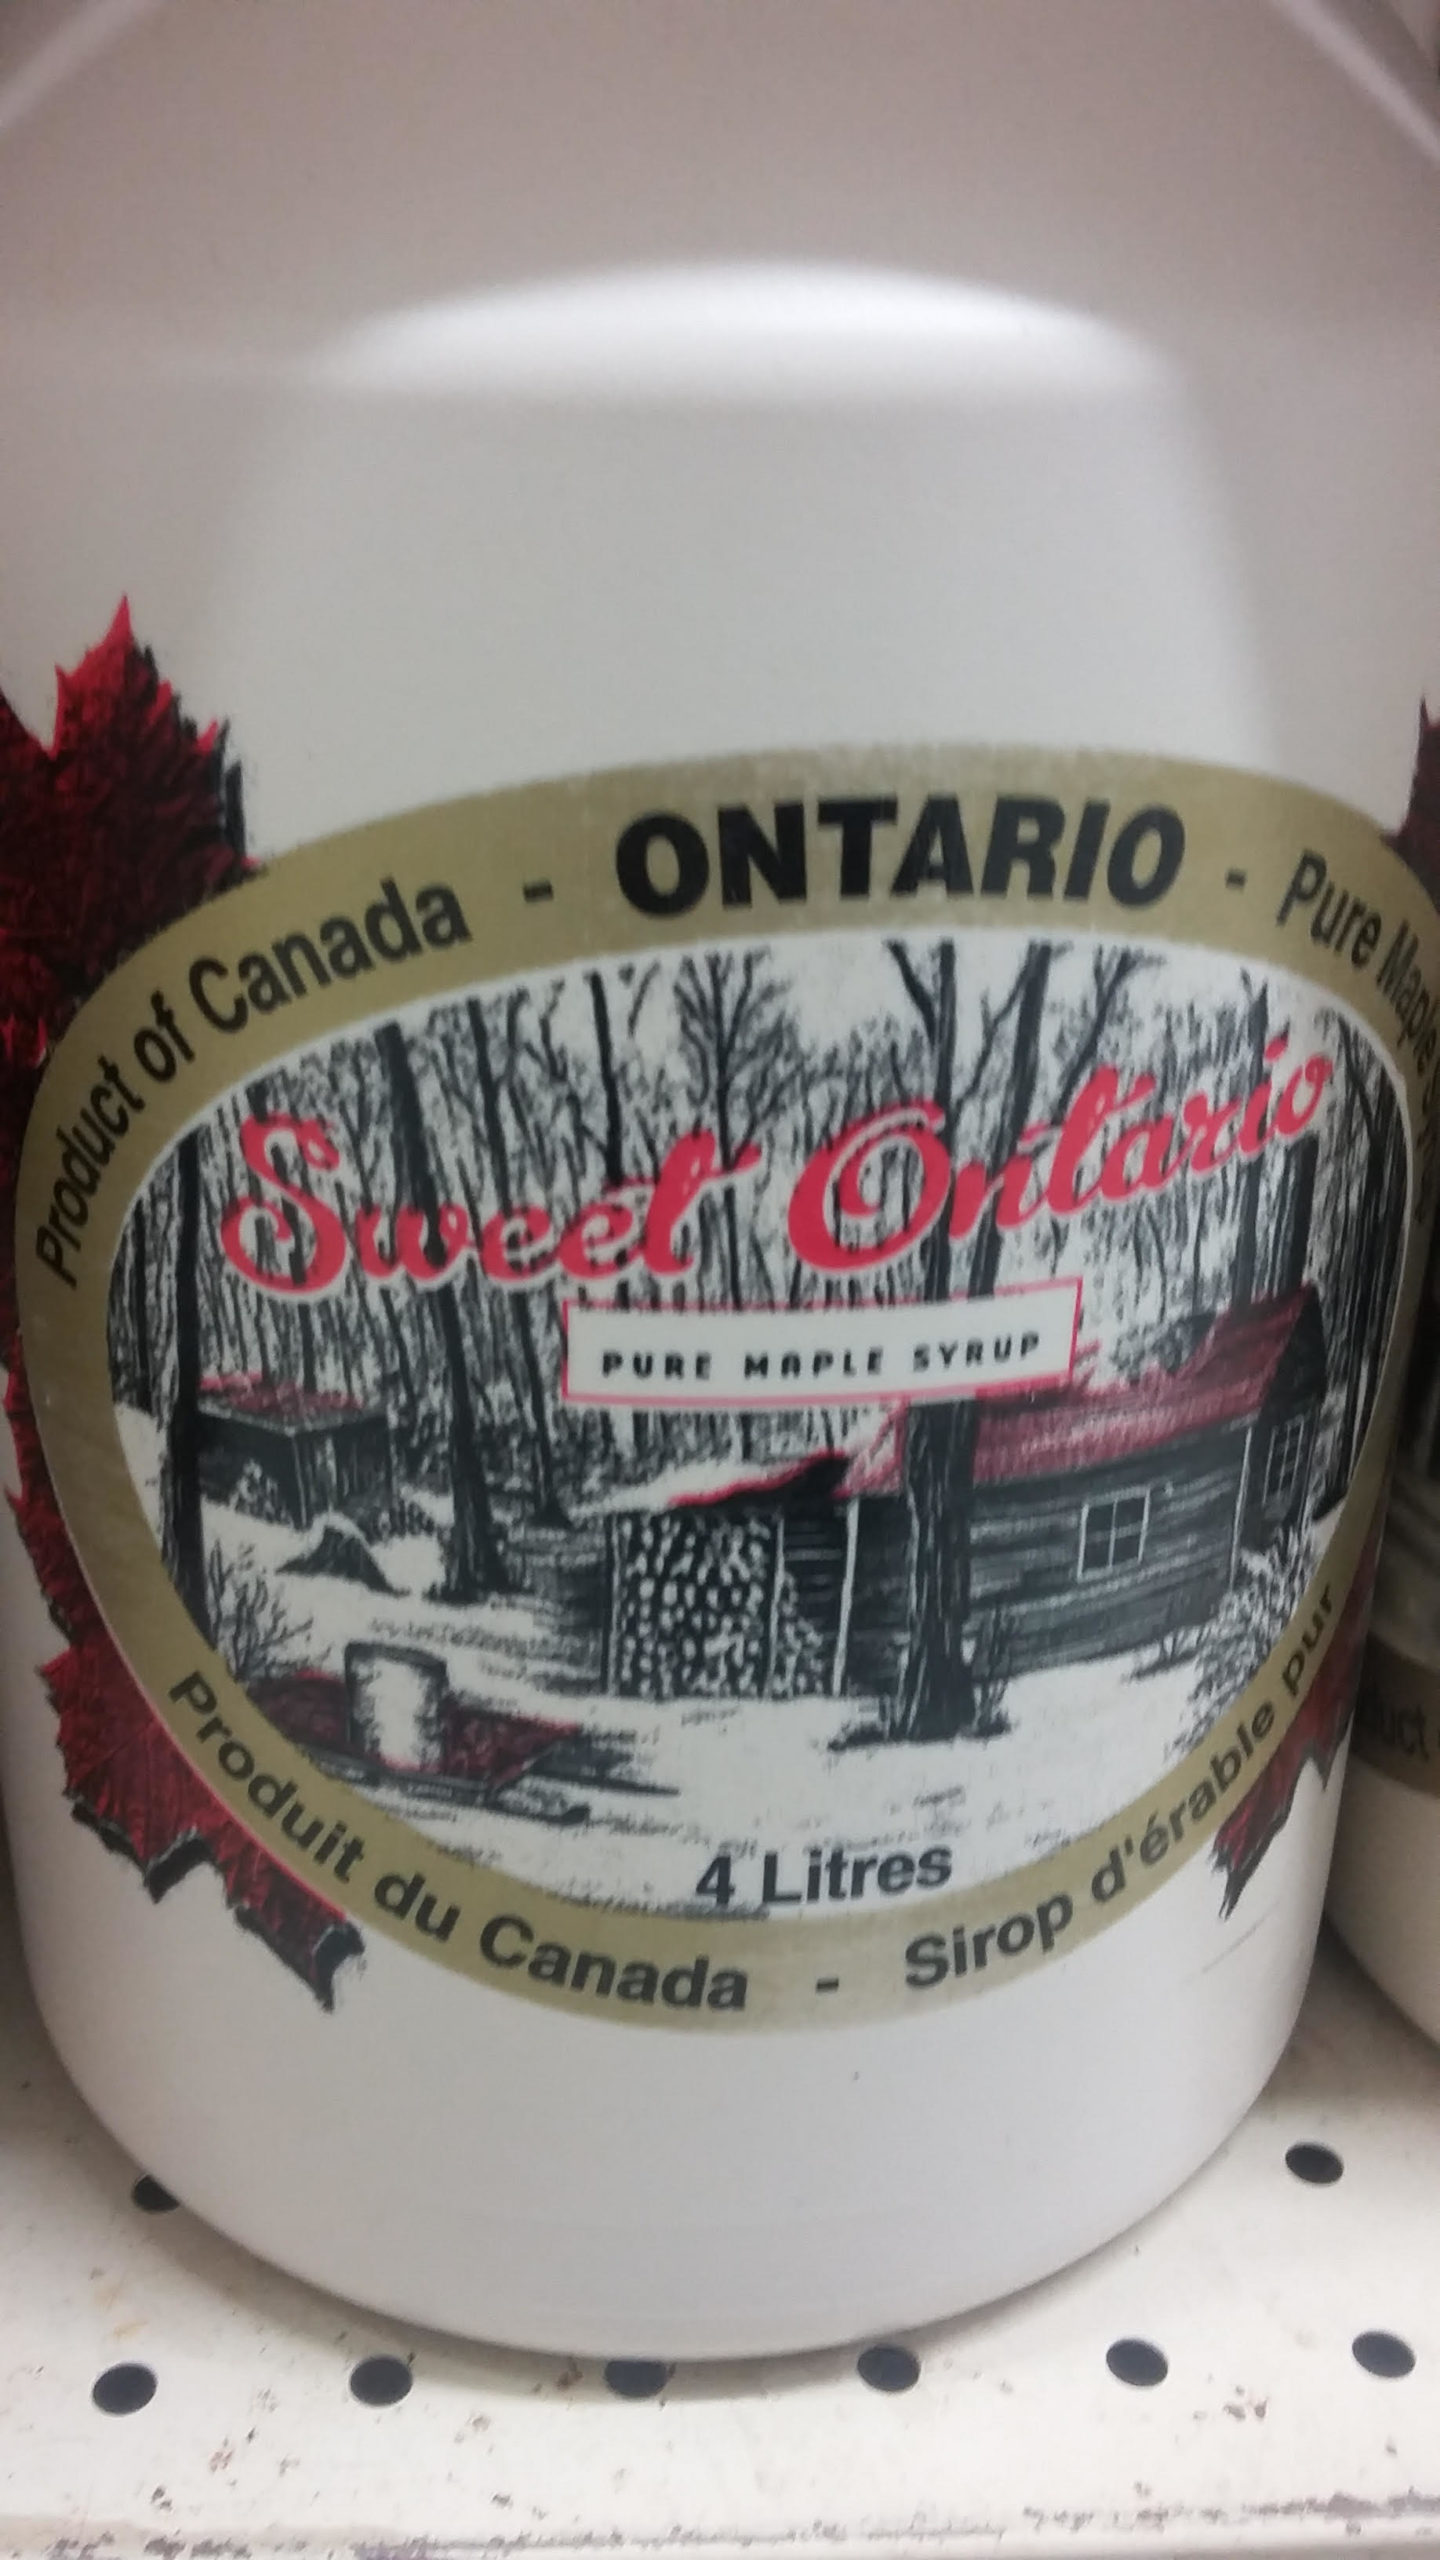 Product of Canada - ONTARIO - Pure Maple
Sweet Ontario
PURE MAPLE SYRUP
4 Litres
Produit du Canada - Sirop d'érable pur